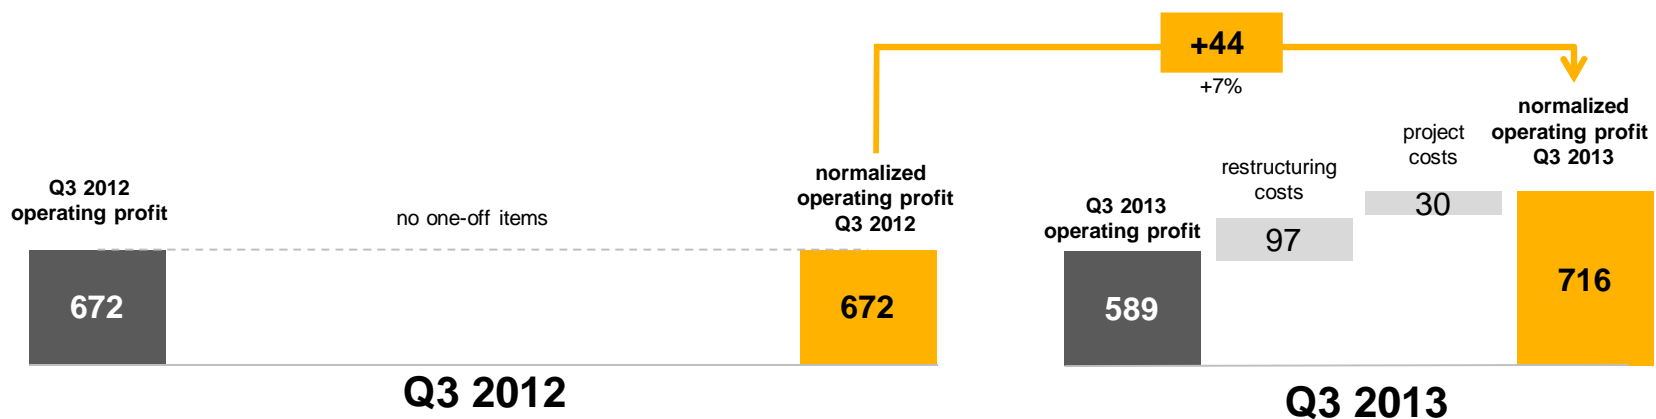 +44
+7%
Q3 2012
operating profit
672
no one-off items
normalized
operating profit
Q3 2012
672
Q3 2012
Q3 2013
operating profit
589
restructuring
costs
97
project
costs
30
normalized
operating profit
Q3 2013
716
Q3 2013